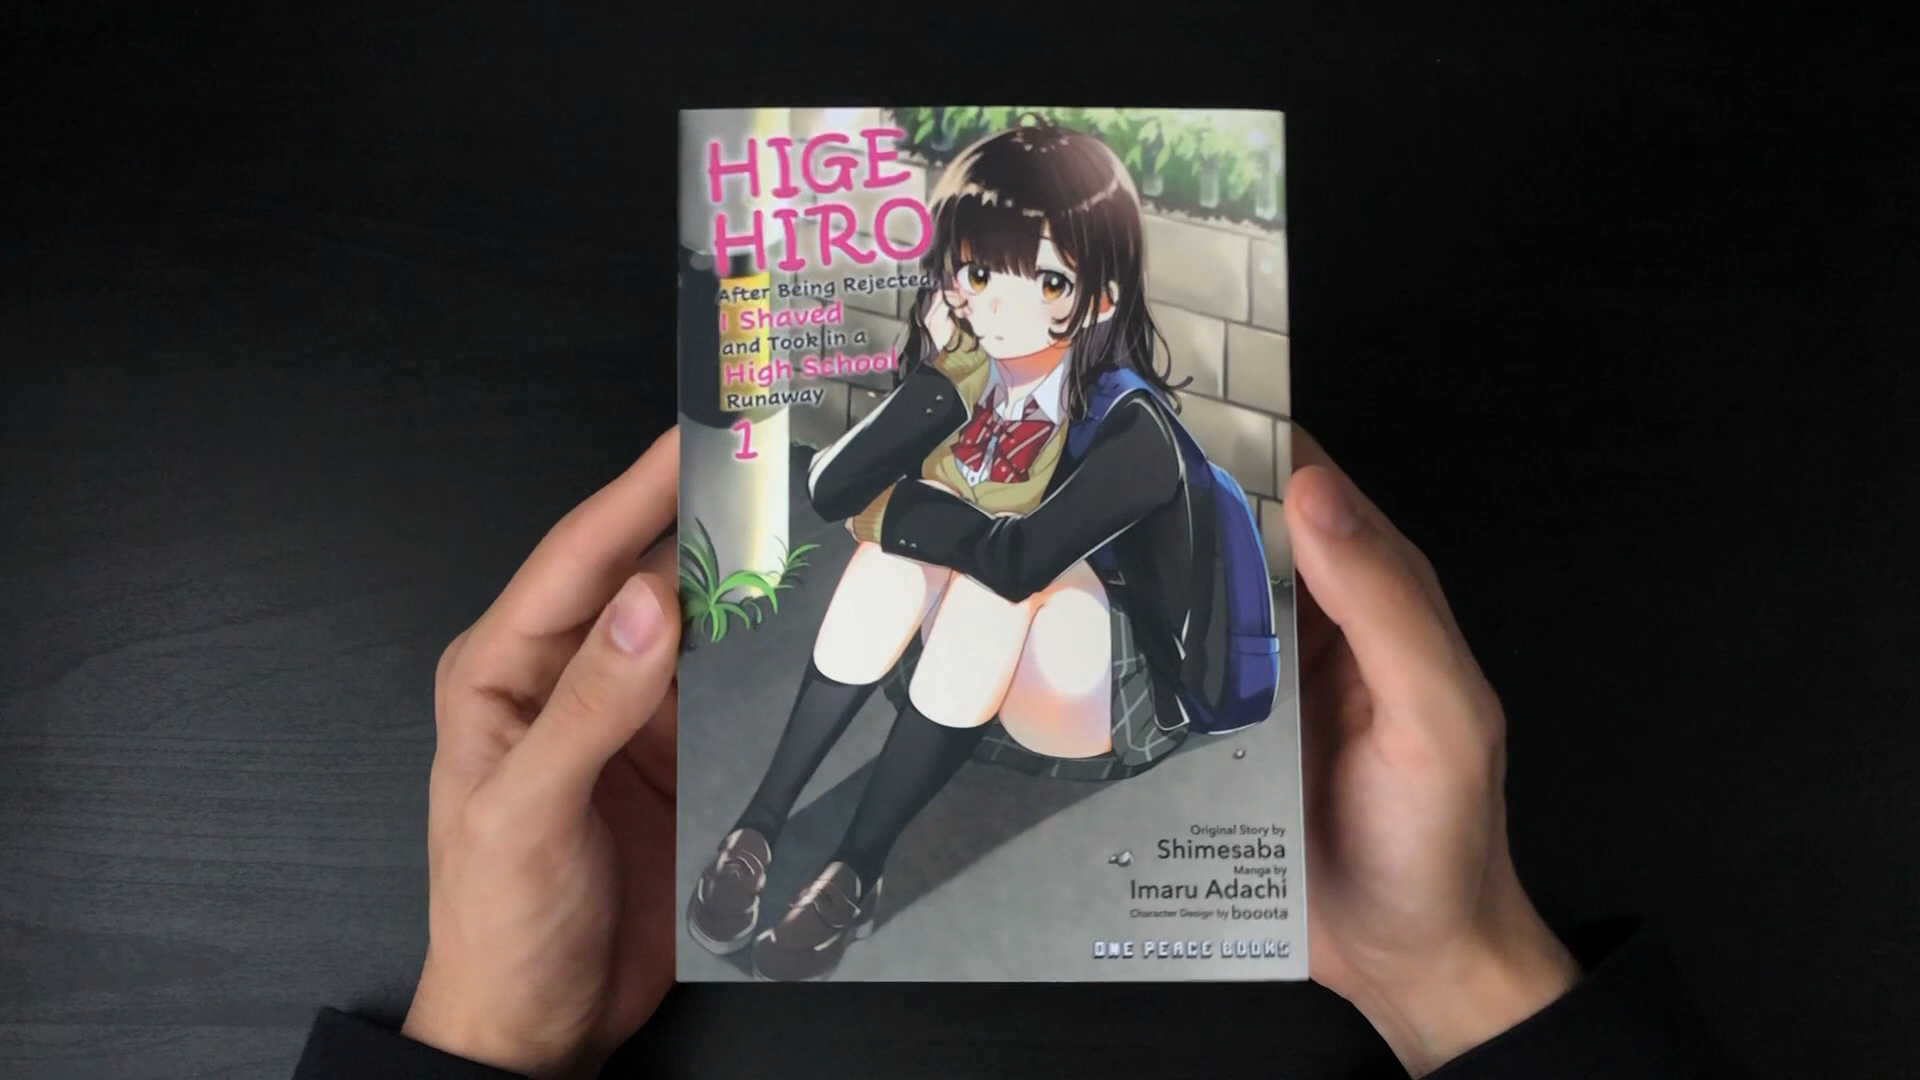 HIGE
HIRO
After Being Rejected,
I Shaved
and Took in a
High School
Runaway
1
Original Story by
Shimesaba
Manga by
Imaru Adachi
Character Design by booota
ONE PEACE BOOKS